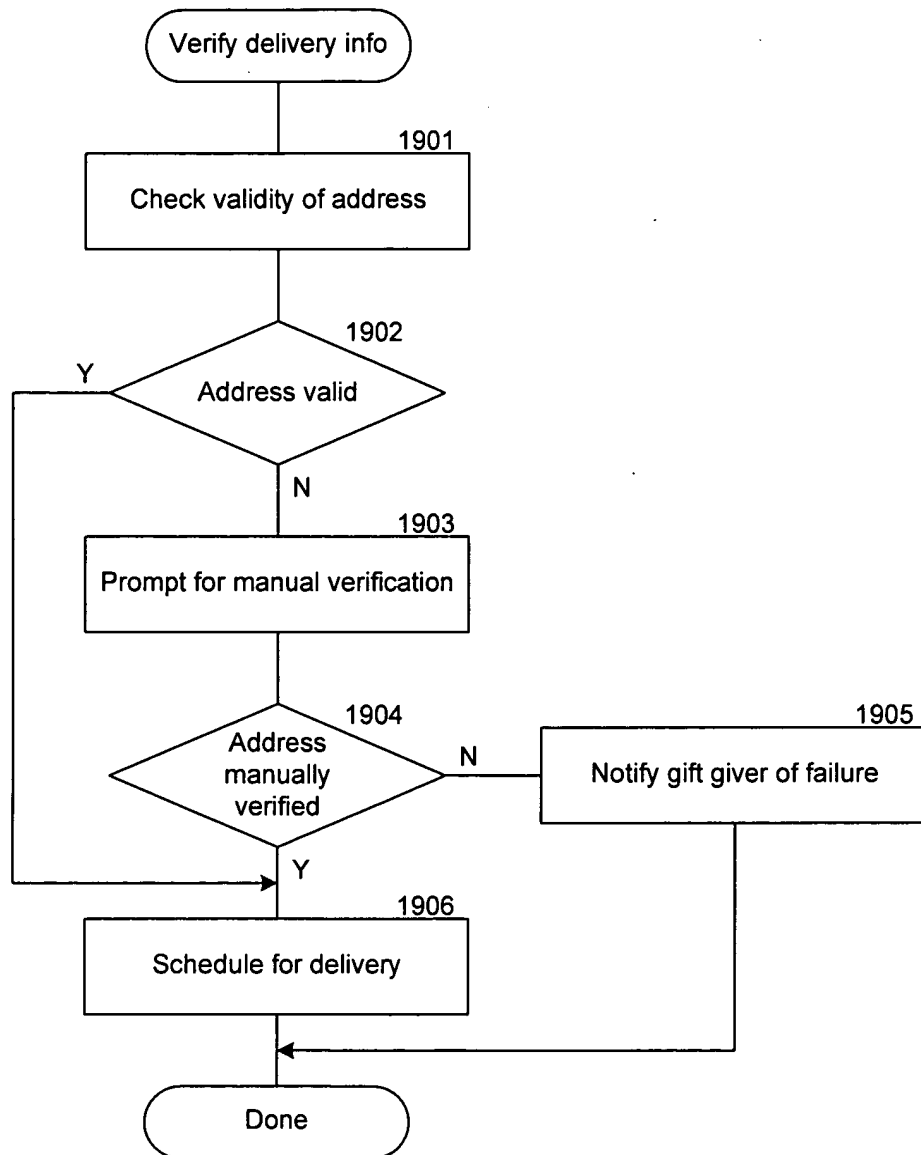 Verify delivery info
1901
Check validity of address
1902
Y
Address valid
N
1903
Prompt for manual verification
1904
Address
manually
verified
N
1905
Notify gift giver of failure
Y
1906
Schedule for delivery
Done